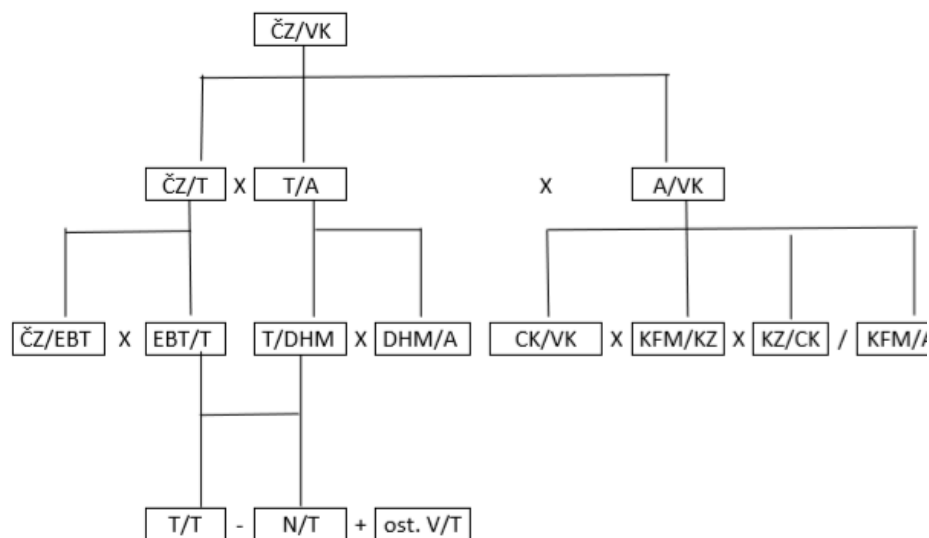 ČZ/VK
ČZ/T X T/A X A/VK
ČZ/EBT X EBT/T T/DHM X DHM/A CK/VK X KFM/KZ X KZ/CK / KFM/A
T/T - N/T + ost. V/T